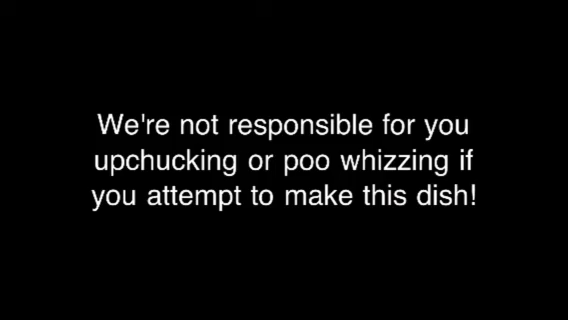 We're not responsible for you
upchucking or poo whizzing if
you attempt to make this dish!